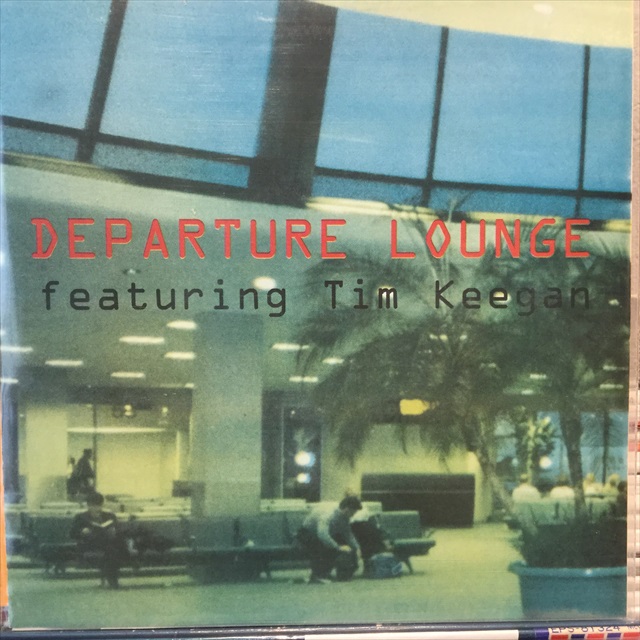 DEPARTURE LOUNGE
featuring Tim Keegan